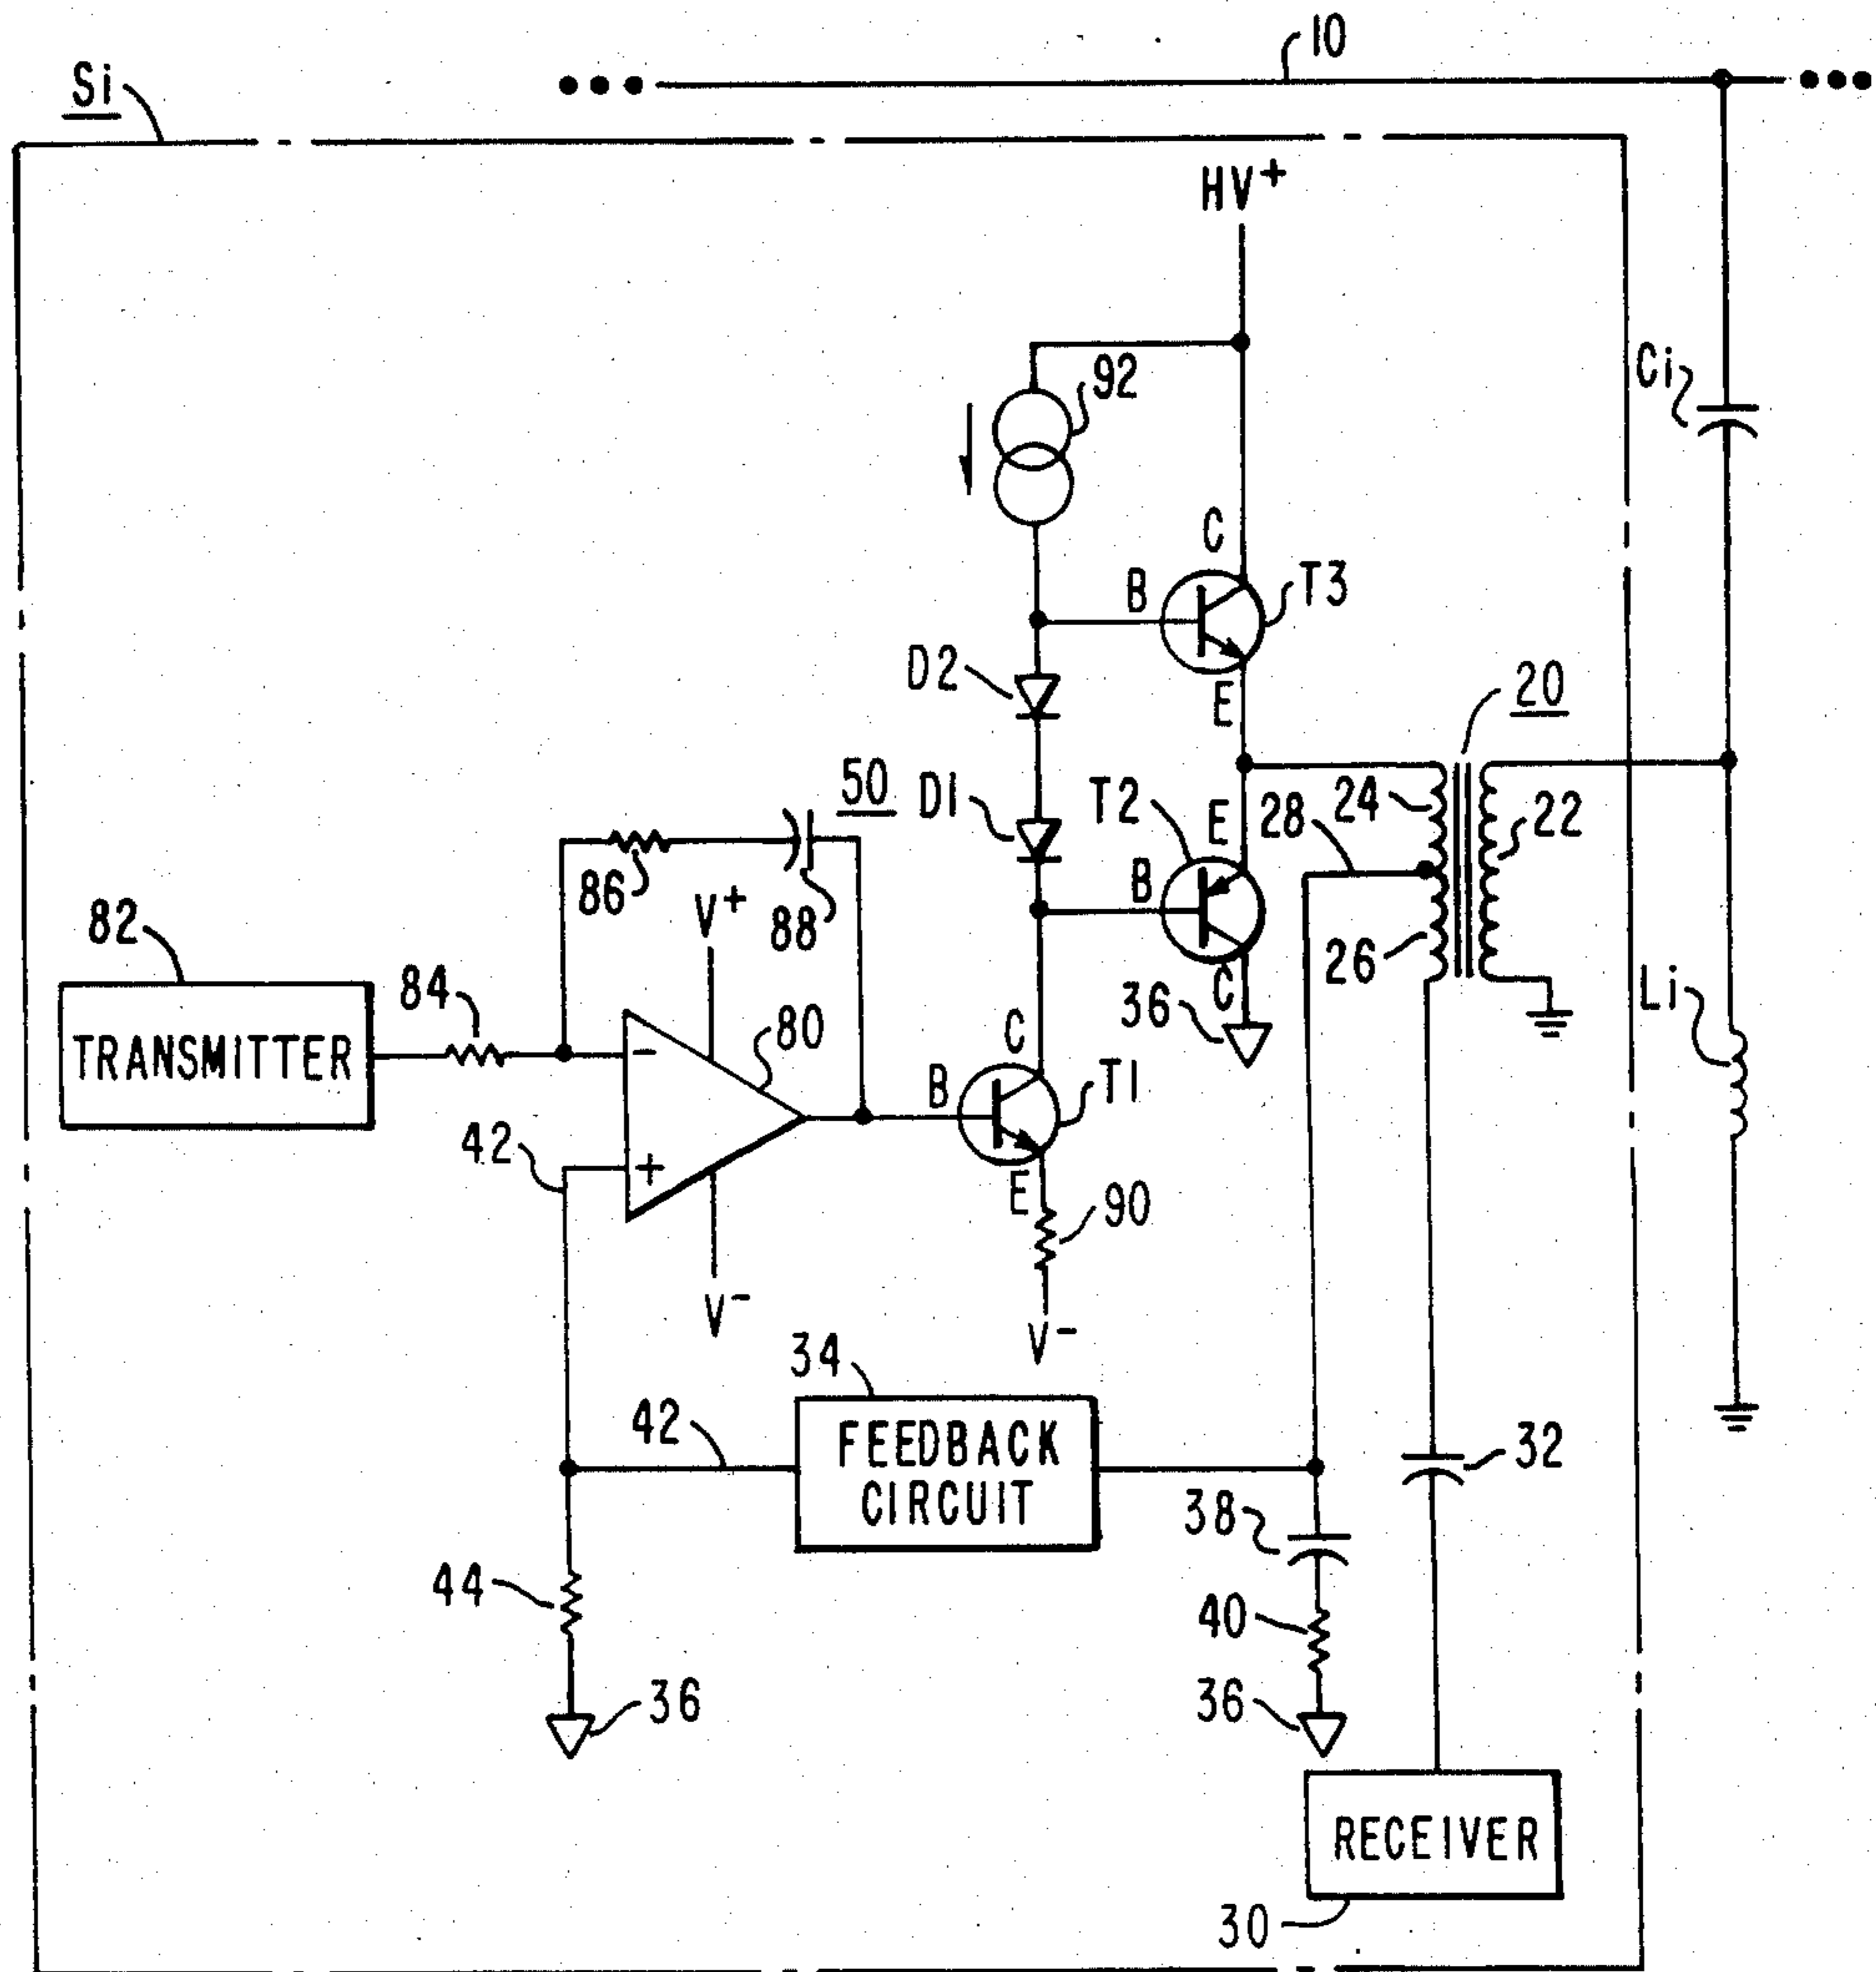 10
Si
HV+
92
Ci
C
B
T3
D2
E
20
50
D1
T2
E
28
24
22
86
V+
88
B
26
82
84
C
36
Li
TRANSMITTER
-
80
C
T1
B
42
+
E
90
V-
V-
34
42
FEEDBACK
CIRCUIT
32
38
44
40
36
36
RECEIVER
30